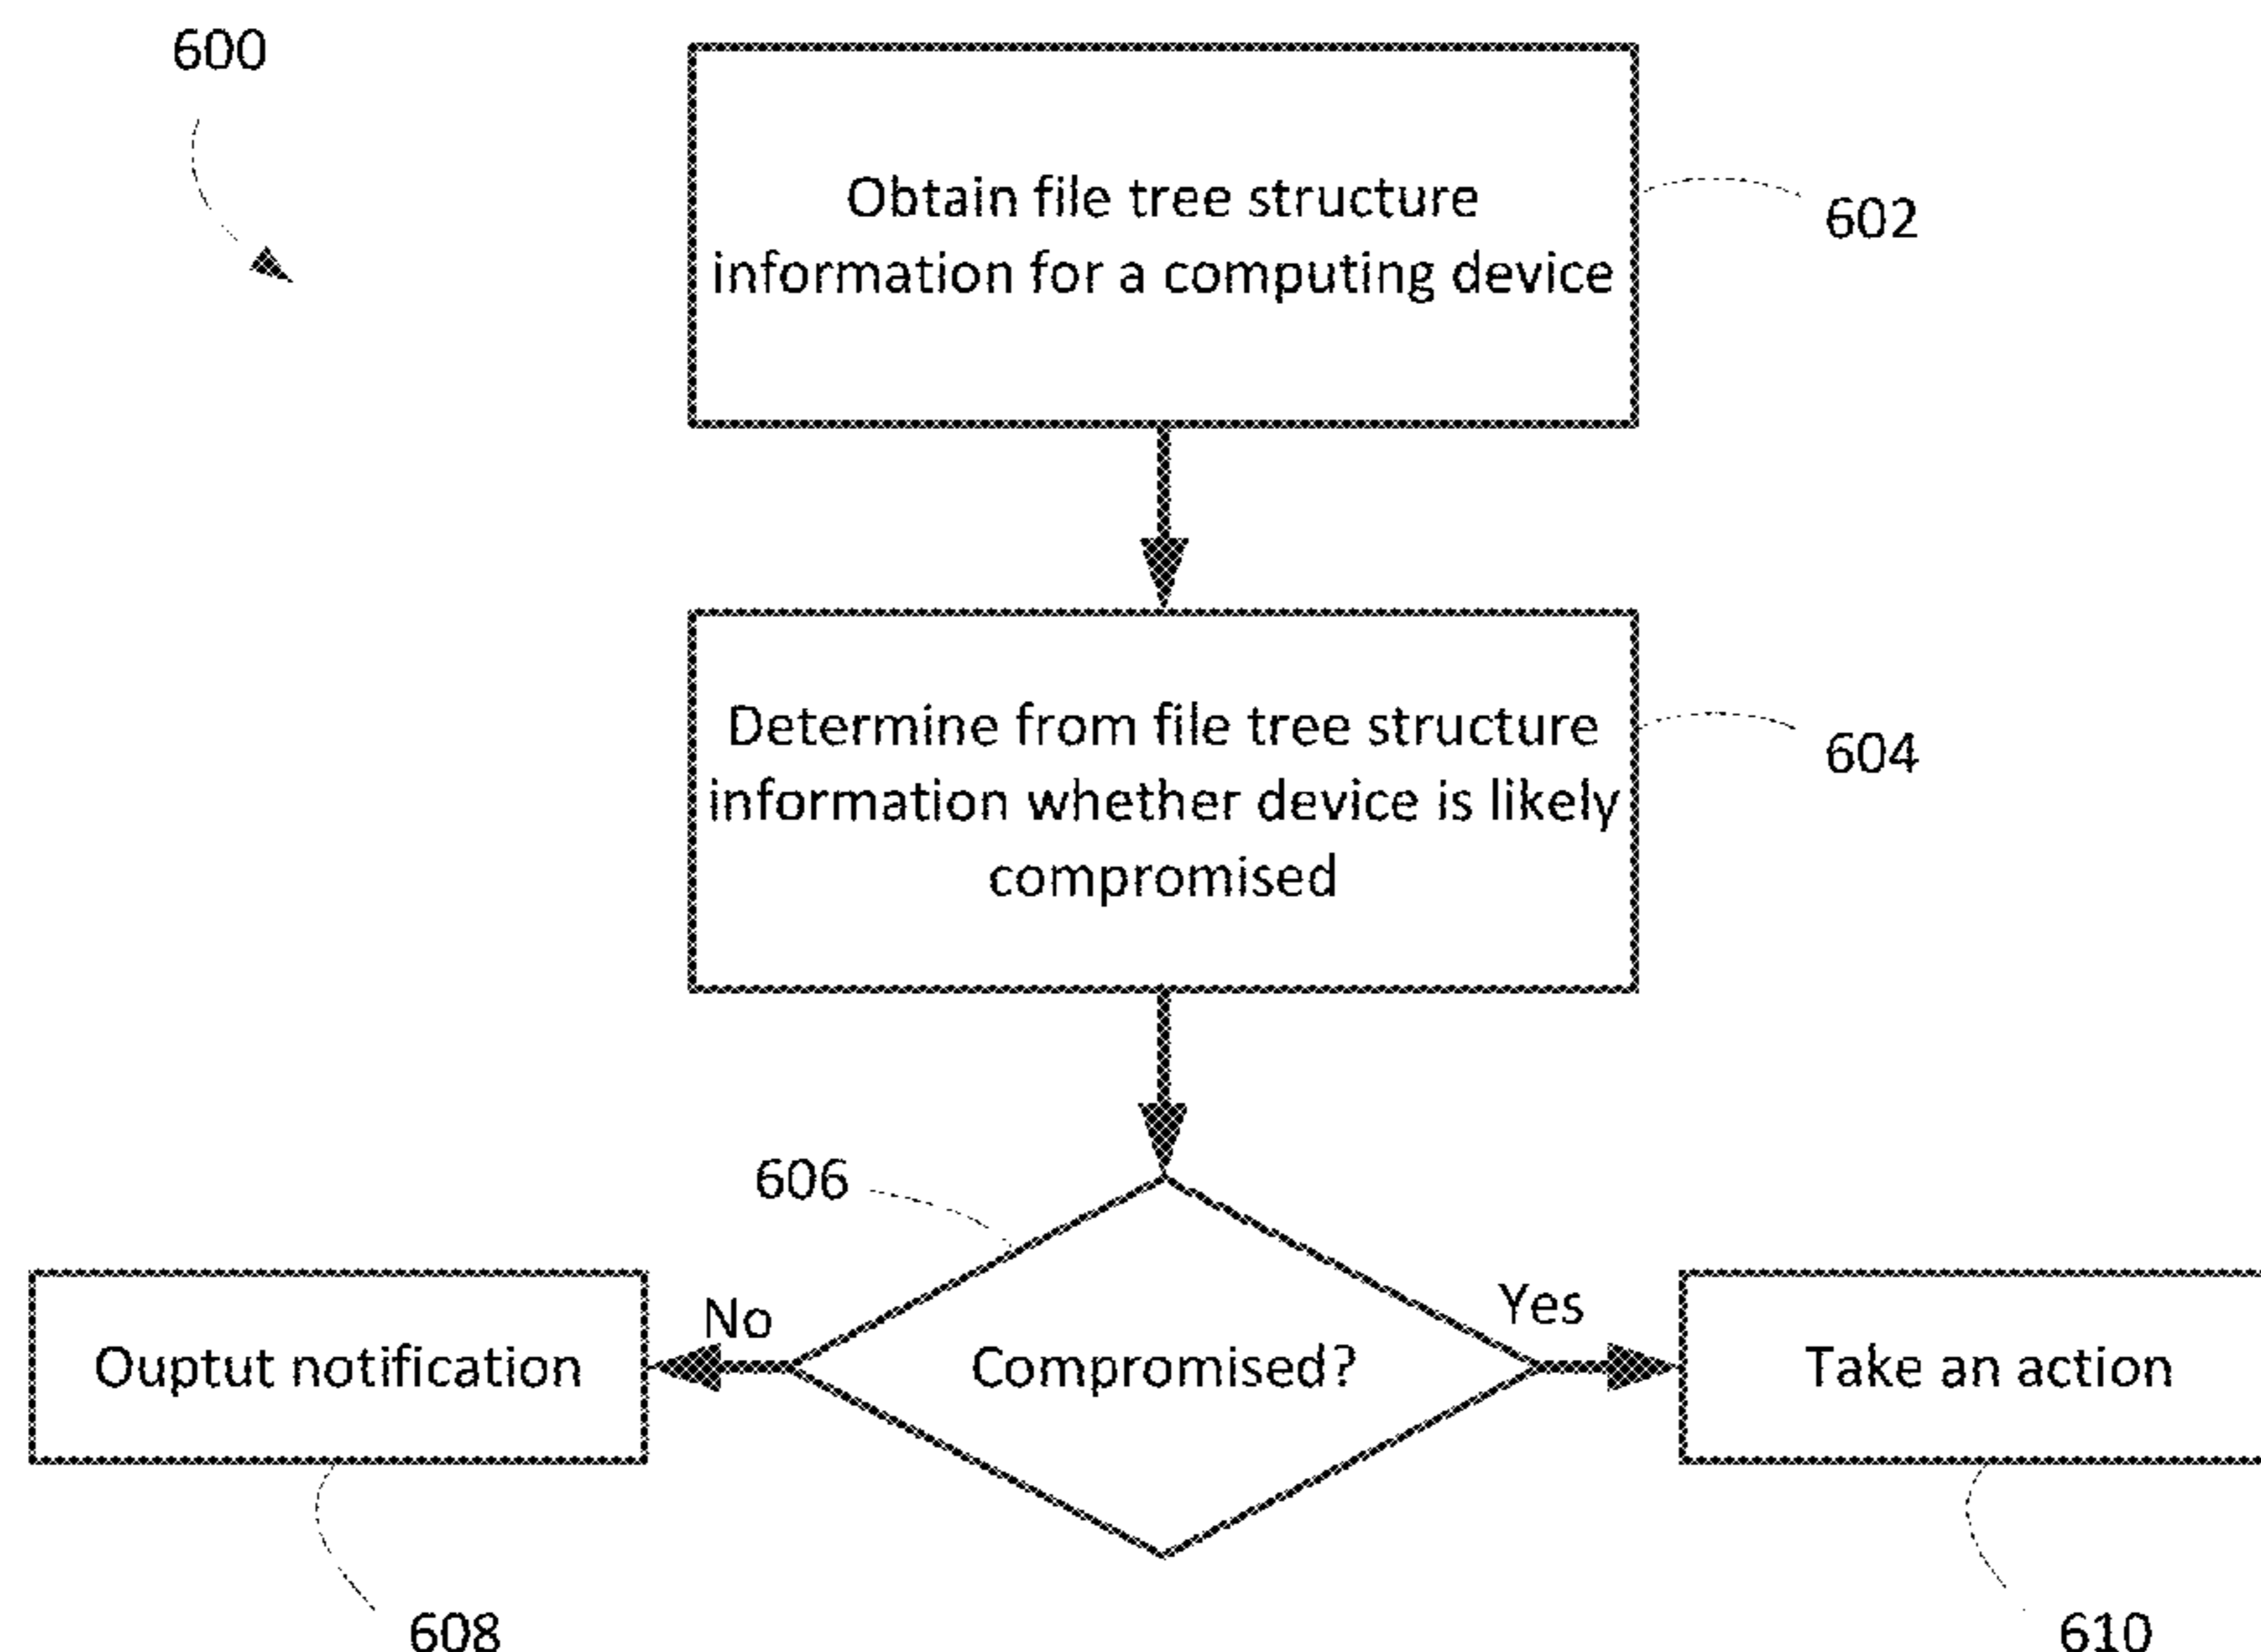 600
Obtain file tree structure
information for a computing device
602
Determine from file tree structure
information whether device is likely
compromised
604
606
No
Yes
Ouptut notification
Compromised?
Take an action
608
610